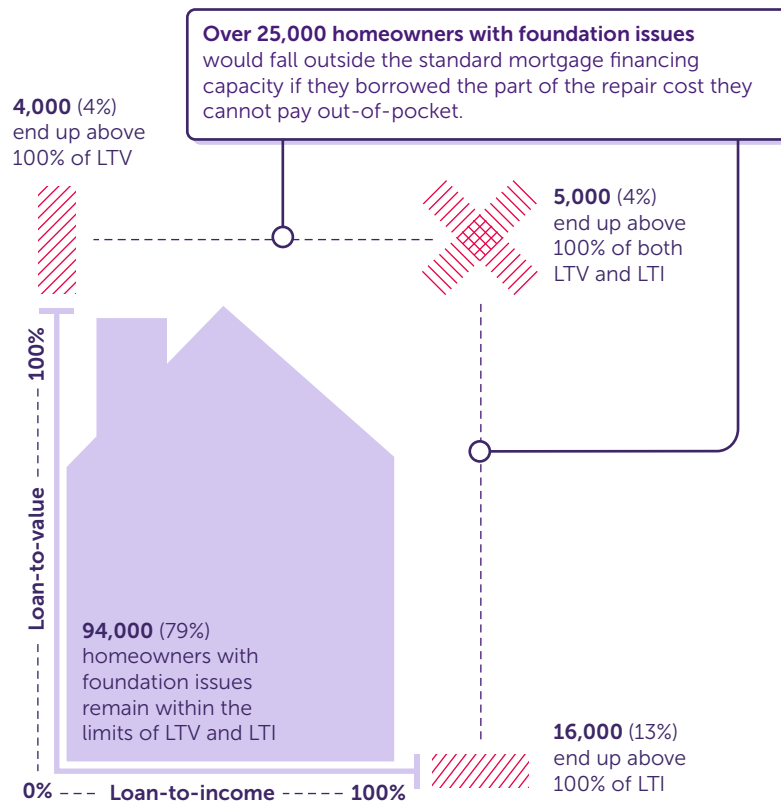 Over 25,000 homeowners with foundation issues
would fall outside the standard mortgage financing
capacity if they borrowed the part of the repair cost they
cannot pay out-of-pocket.
4,000 (4%)
end up above
100% of LTV
5,000 (4%)
end up above
100% of both
LTV and LTI
100%
Loan-to-value
94,000 (79%)
homeowners with
foundation issues
remain within the
limits of LTV and LTI
16,000 (13%)
end up above
100% of LTI
0%
Loan-to-income
100%